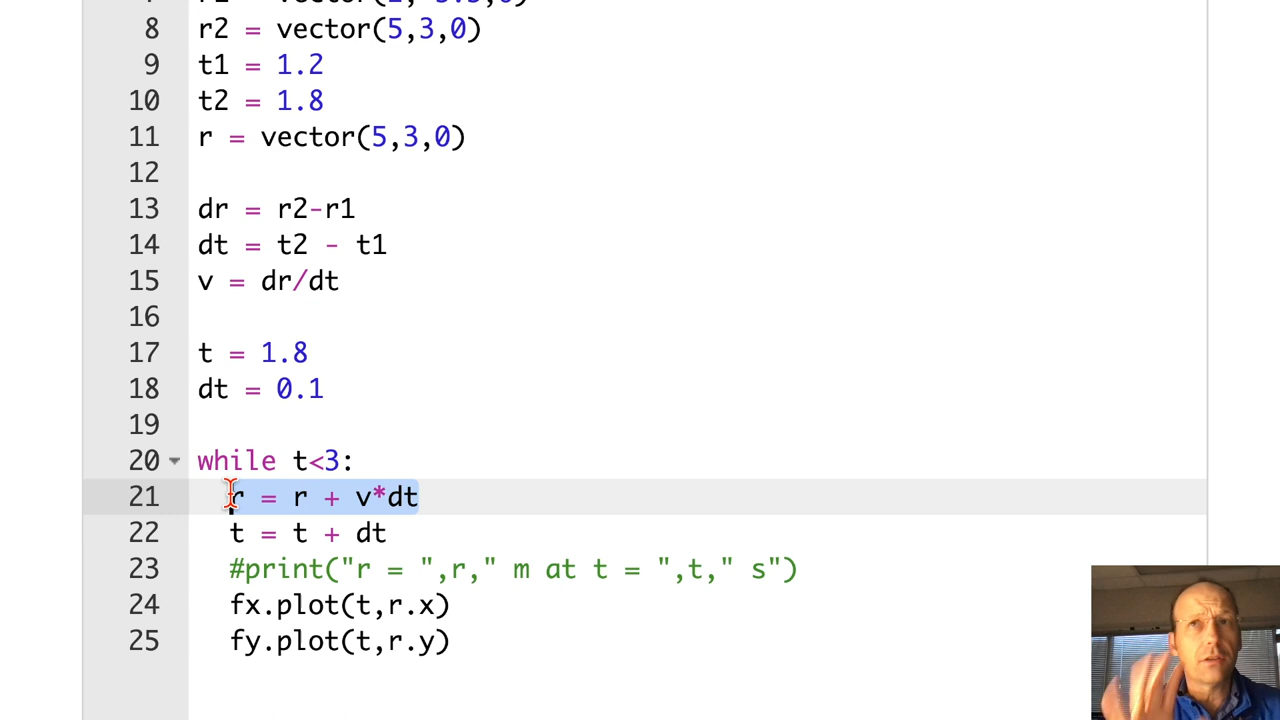 8 r2 = vector(5,3,0)
9 t1 = 1.2
10 t2 = 1.8
11 r = vector(5,3,0)
12
13 dr = r2-r1
14 dt = t2 - t1
15 v = dr/dt
16
17 t = 1.8
18 dt = 0.1
19
20 while t<3:
21 r = r + v*dt
22 t = t + dt
23 #print("r = ",r," m at t = ",t," s")
24 fx.plot(t,r.x)
25 fy.plot(t,r.y)